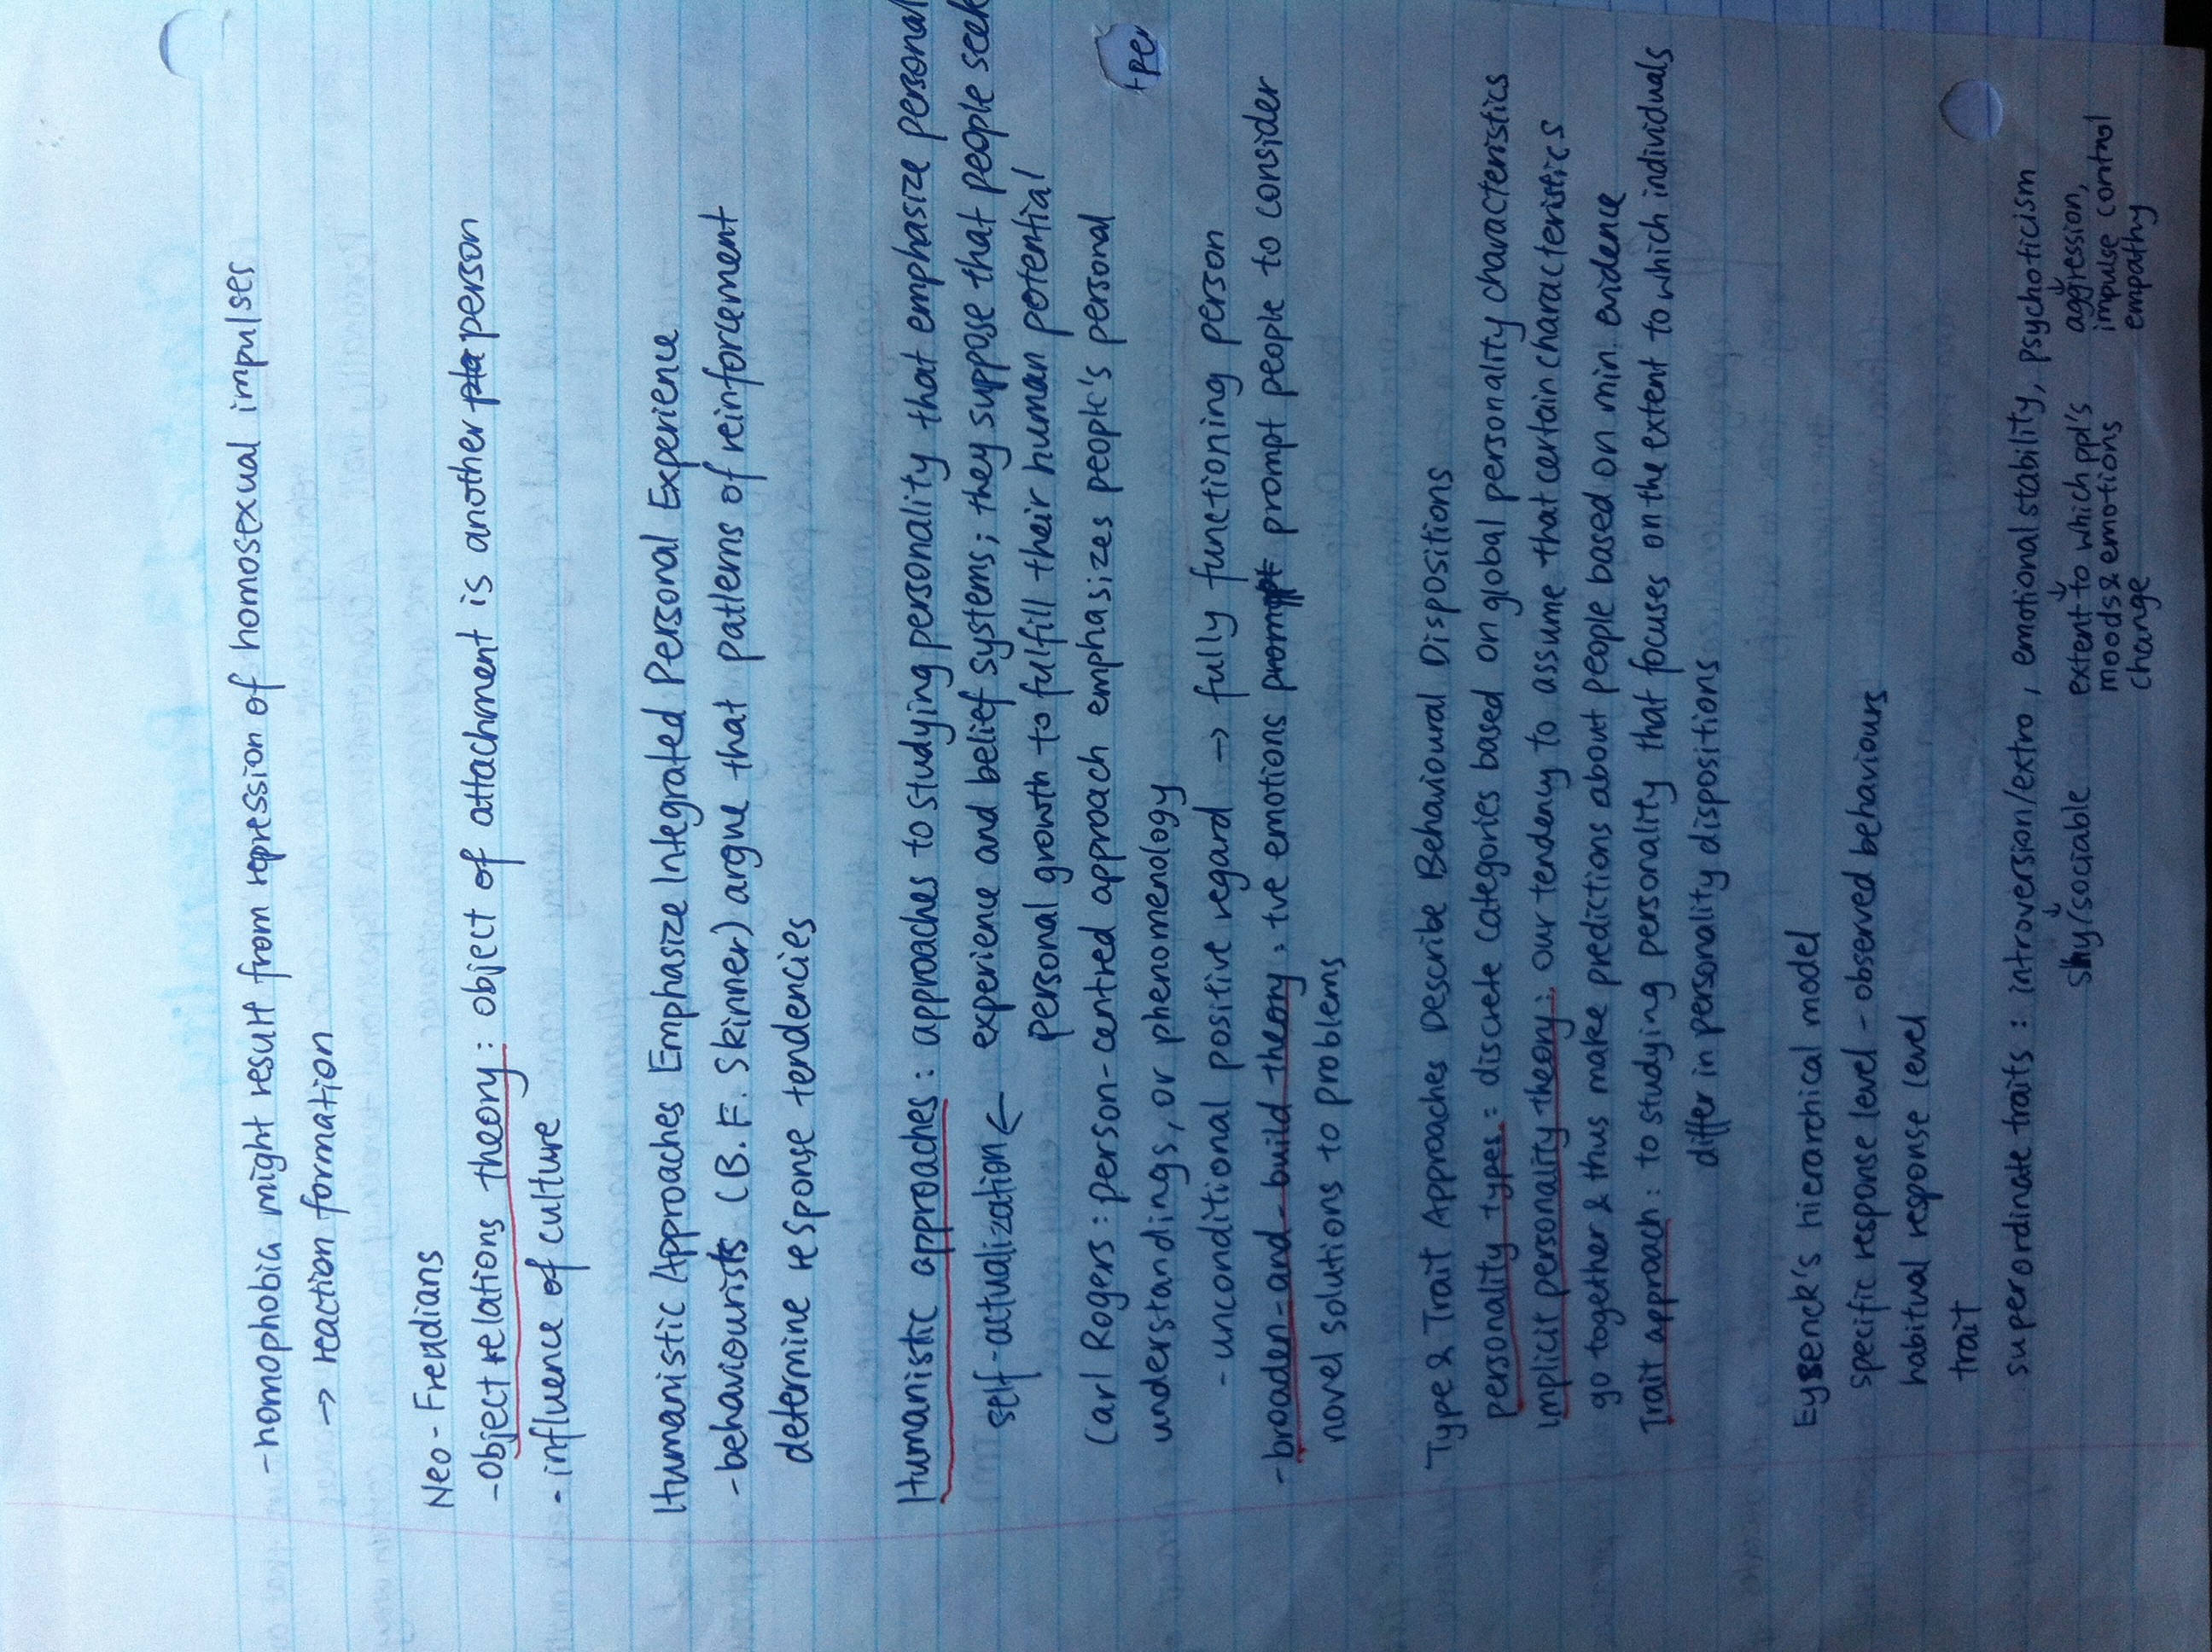 - homophobia might result from repression of homosexual impulses
→ reaction formation
Neo-Freudians
- object relations theory: object of attachment is another person
- influence of culture
Humanistic Approaches Emphasize Integrated Personal Experience
- behaviourists (B.F. Skinner) argue that patterns of reinforcement
determine response tendencies
Humanistic approaches: approaches to studying personality that emphasize personal
self-actualization ← experience and belief systems; they suppose that people seek
personal growth to fulfill their human potential
Carl Rogers: person-centred approach emphasizes people's personal
understandings, or phenomenology
- unconditional positive regard → fully functioning person
- broaden-and-build theory: +ve emotions prompt prompt people to consider
novel solutions to problems
Type & Trait Approaches Describe Behavioural Dispositions
personality types: discrete categories based on global personality characteristics
implicit personality theory: our tendency to assume that certain characteristics
go together & thus make predictions about people based on min. evidence
Trait approach: to studying personality that focuses on the extent to which individuals
differ in personality dispositions
Eysenck's hierarchical model
specific response level - observed behaviours
habitual response level
trait
superordinate traits: introversion/extro, emotional stability, psychoticism
↓ shy/sociable ↓ extent to which ppl's ↓ aggression,
moods & emotions impulse control
change empathy